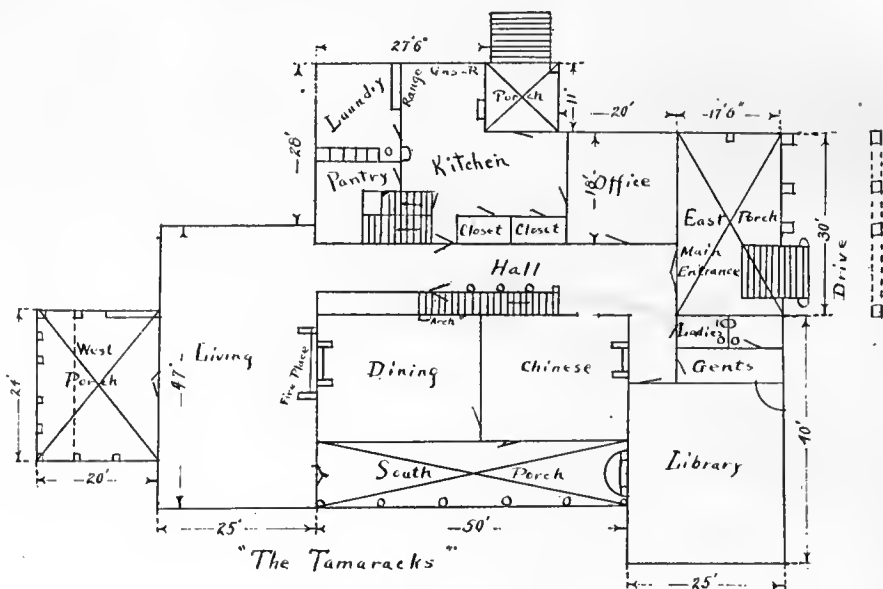 27'6"
Laundry
Range
Porch
11'
20'
17'6"
28'
Kitchen
Pantry
18'
Office
East Porch
30'
Closet
Closet
Main
Entrance
Drive
Hall
Arch
Ladies
Gents
West
Porch
24'
Living
47'
Fire Place
Dining
Chinese
40'
South Porch
Library
20'
25'
50'
25'
"The Tamaracks"